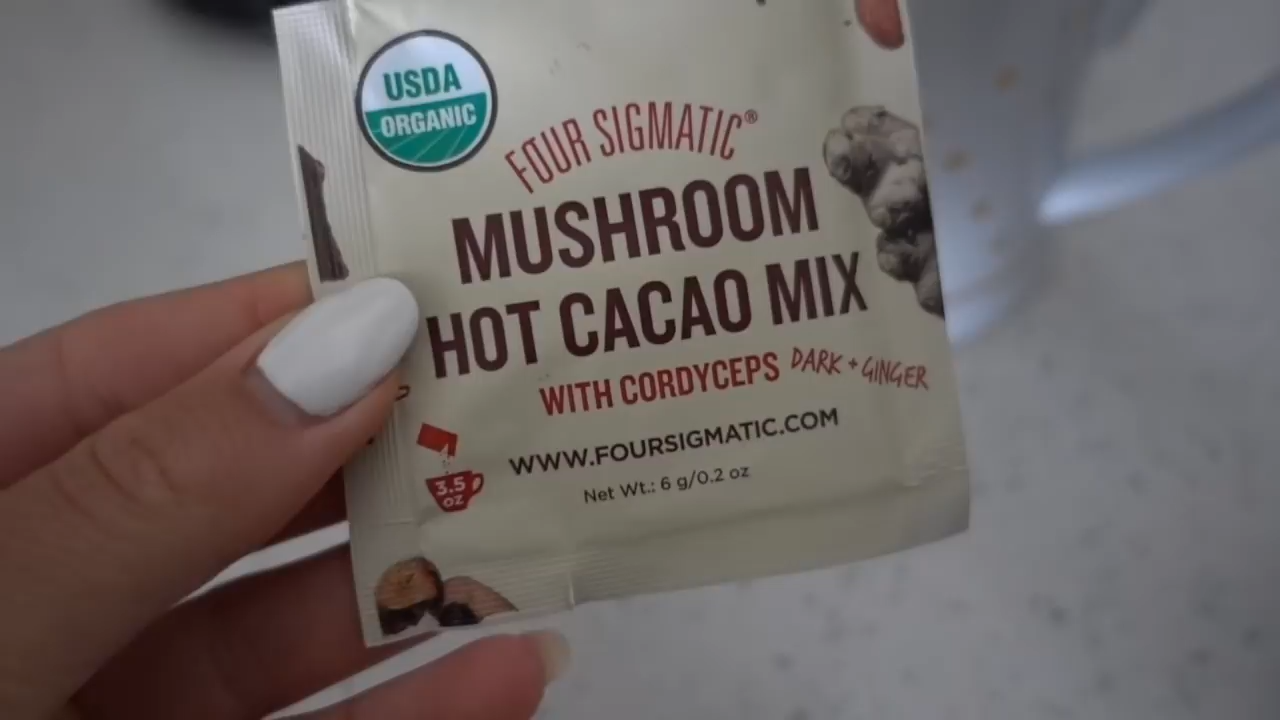 USDA
ORGANIC
FOUR SIGMATIC®
MUSHROOM
HOT CACAO MIX
WITH CORDYCEPS DARK + GINGER
WWW.FOURSIGMATIC.COM
3.5
OZ
Net Wt.: 6 g/0.2 oz